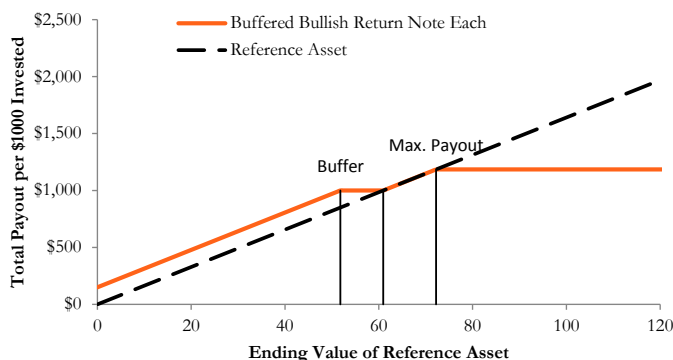 Buffered Bullish Return Note Each
Reference Asset
$2,500
$2,000
$1,500
$1,000
$500
$0
Total Payout per $1000 Invested
Buffer
Max. Payout
0
20
40
60
80
100
120
Ending Value of Reference Asset